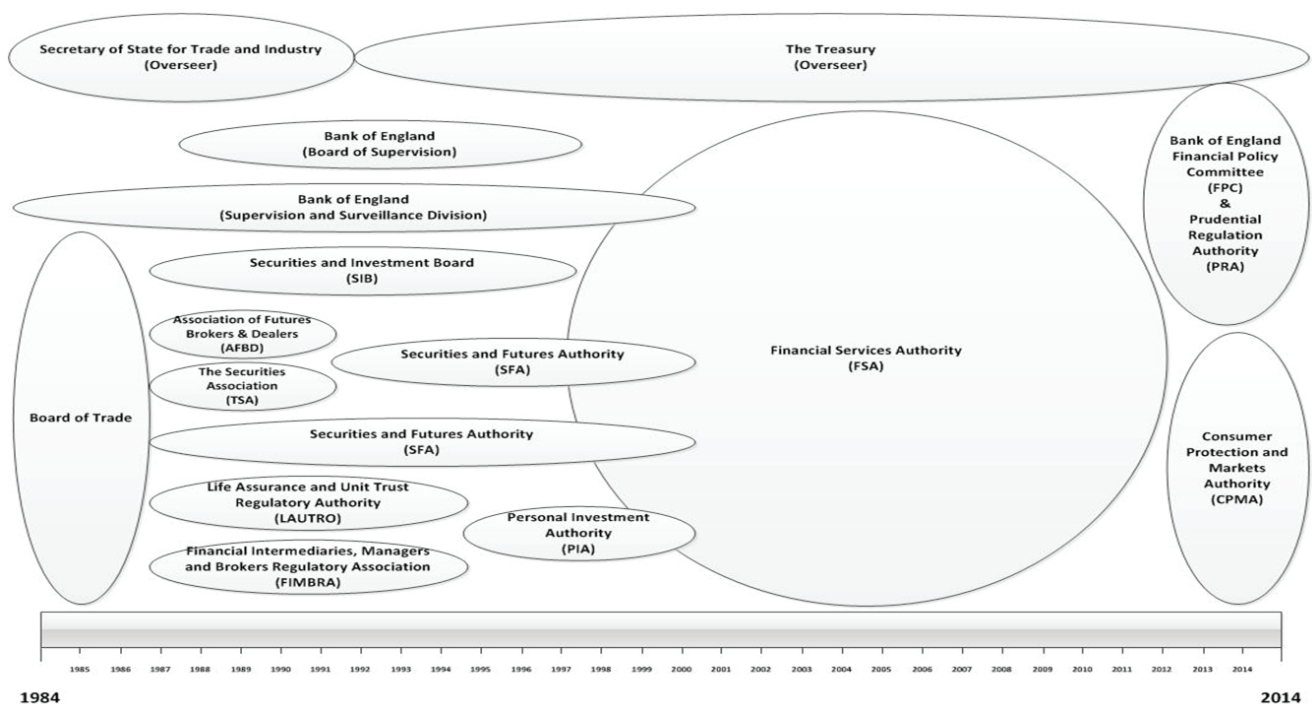 Secretary of State for Trade and Industry
(Overseer)
The Treasury
(Overseer)
Bank of England
(Board of Supervision)
Bank of England
(Supervision and Surveillance Division)
Securities and Investment Board
(SIB)
Association of Futures
Brokers & Dealers
(AFBD)
The Securities
Association
(TSA)
Securities and Futures Authority
(SFA)
Board of Trade
Securities and Futures Authority
(SFA)
Life Assurance and Unit Trust
Regulatory Authority
(LAUTRO)
Financial Intermediaries, Managers
and Brokers Regulatory Association
(FIMBRA)
Personal Investment
Authority
(PIA)
Financial Services Authority
(FSA)
Bank of England
Financial Policy
Committee
(FPC)
&
Prudential
Regulation
Authority
(PRA)
Consumer
Protection and
Markets
Authority
(CPMA)
1985 1986 1987 1988 1989 1990 1991 1992 1993 1994 1995 1996 1997 1998 1999 2000 2001 2002 2003 2004 2005 2006 2007 2008 2009 2010 2011 2012 2013 2014
1984 2014